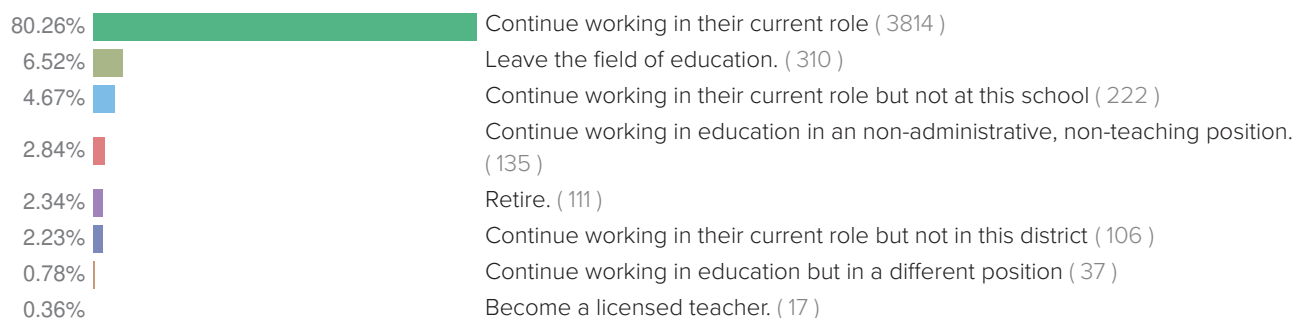 80.26% Continue working in their current role ( 3814 )
6.52% Leave the field of education. ( 310 )
4.67% Continue working in their current role but not at this school ( 222 )
2.84% Continue working in education in an non-administrative, non-teaching position.
( 135 )
2.34% Retire. ( 111 )
2.23% Continue working in their current role but not in this district ( 106 )
0.78% Continue working in education but in a different position ( 37 )
0.36% Become a licensed teacher. ( 17 )